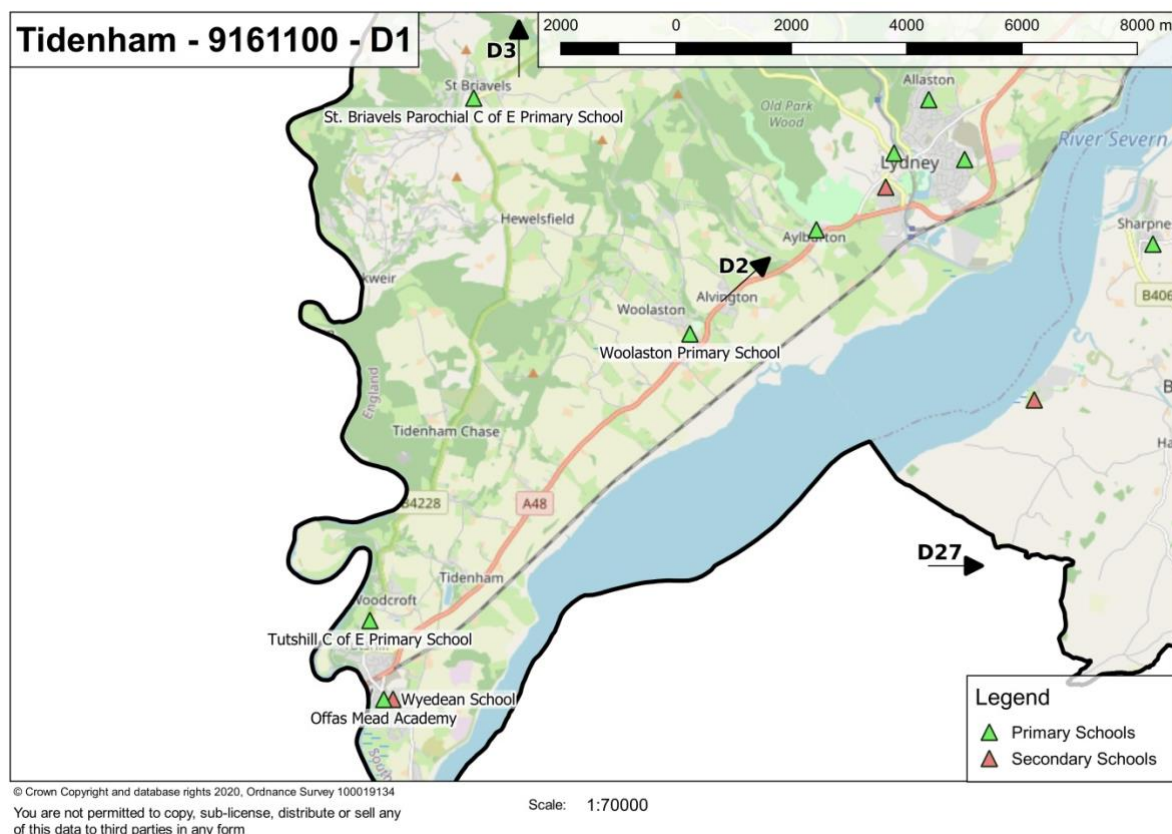 Tidenham - 9161100 - D1
2000 0 2000 4000 6000 8000 m
D3
St Briavels
St. Briavels Parochial C of E Primary School
Allaston
Old Park
Wood
Lydney
River Severn
Hewelsfield
Aylburton
Sharpne
D2
Alvington
B406
Woolaston
Woolaston Primary School
England
Tidenham Chase
B4228
A48
D27
Tidenham
Woodcroft
Tutshill C of E Primary School
Wyedean School
Offas Mead Academy
Legend
Primary Schools
Secondary Schools
© Crown Copyright and database rights 2020, Ordnance Survey 100019134
You are not permitted to copy, sub-license, distribute or sell any
of this data to third parties in any form
Scale: 1:70000